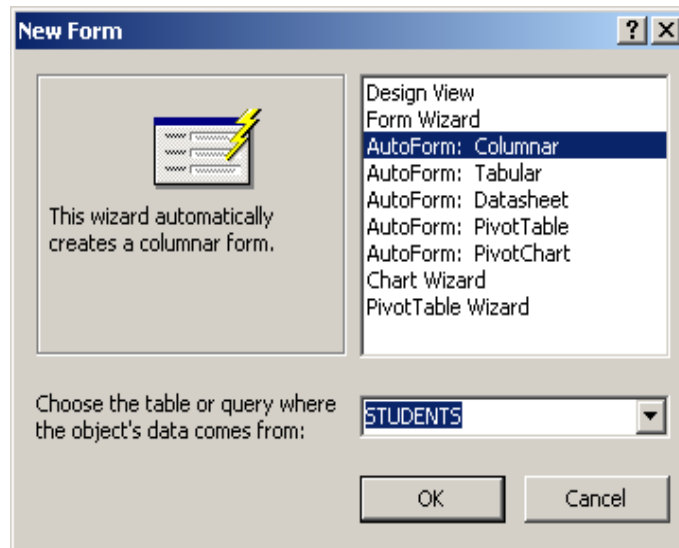 New Form
Design View
Form Wizard
AutoForm: Columnar
AutoForm: Tabular
AutoForm: Datasheet
AutoForm: PivotTable
AutoForm: PivotChart
Chart Wizard
PivotTable Wizard
This wizard automatically
creates a columnar form.
Choose the table or query where
the object's data comes from:
STUDENTS
OK
Cancel